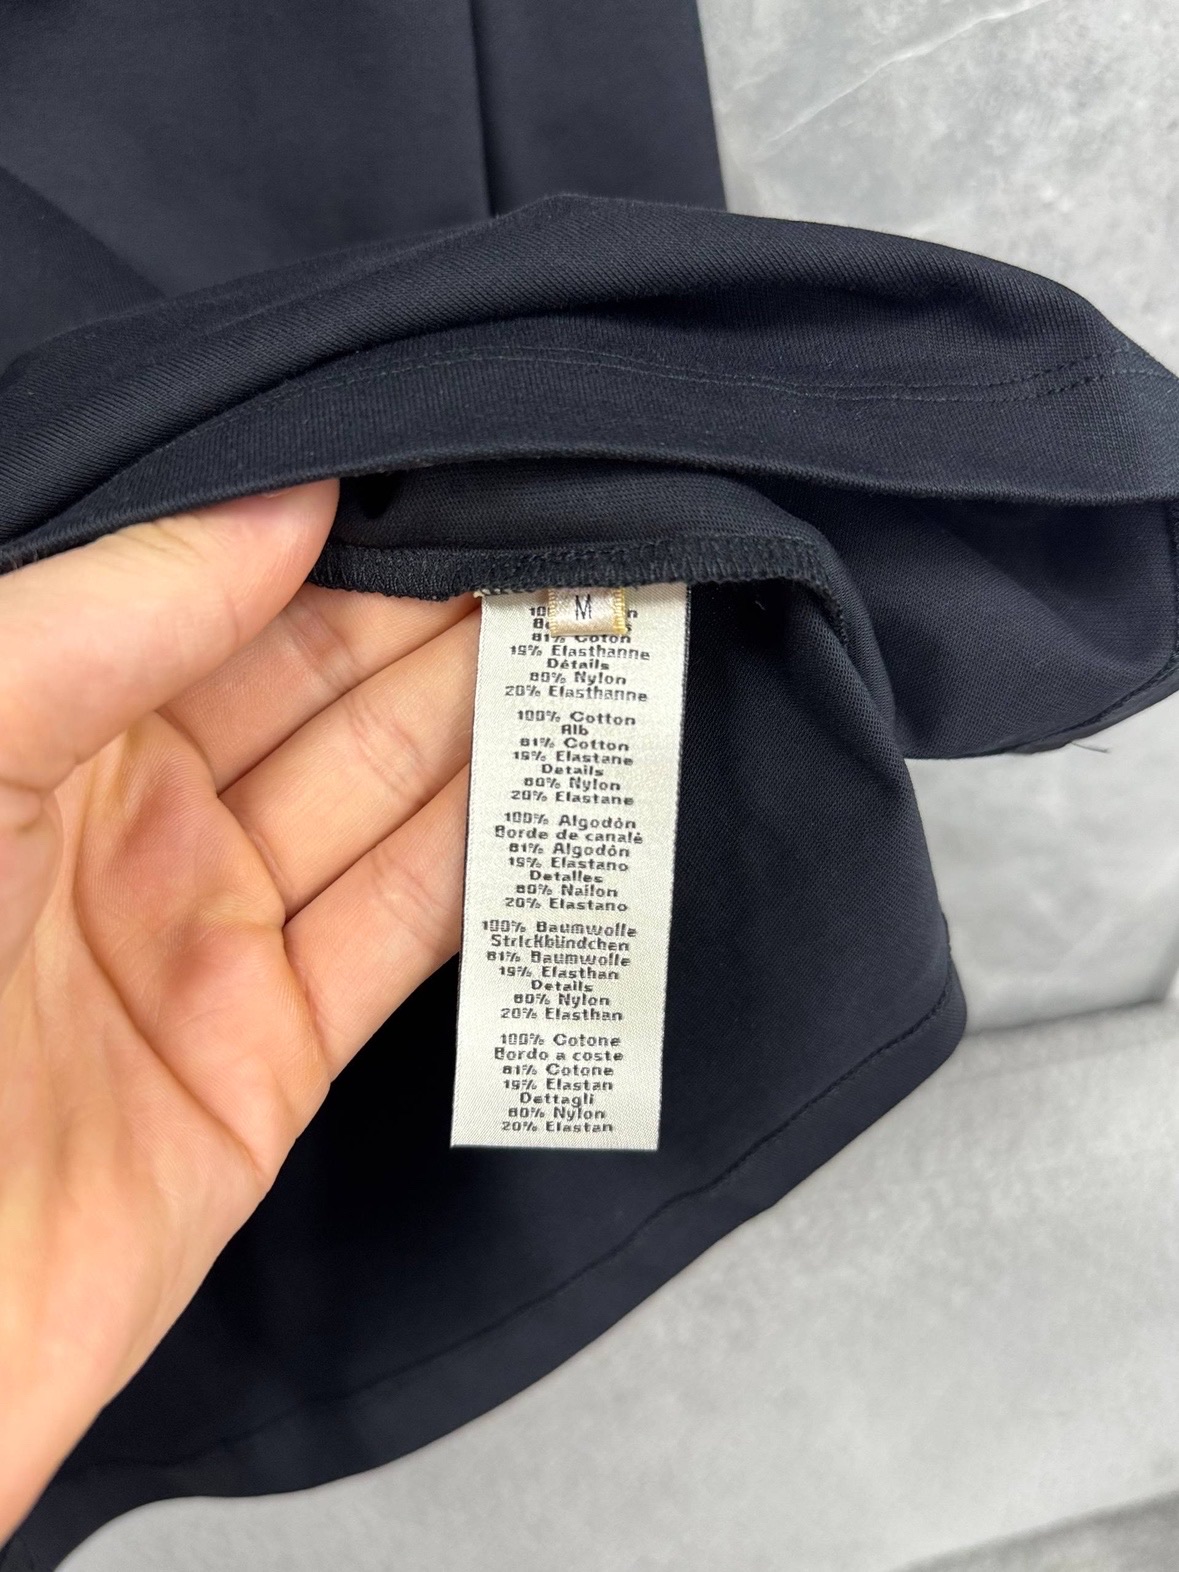 M
81% Coton
19% Elasthanne
Détails
80% Nylon
20% Elasthanne
100% Cotton
Rib
81% Cotton
19% Elastane
Details
80% Nylon
20% Elastane
100% Algodón
Borde de canalé
81% Algodón
19% Elastano
Detalles
80% Nailon
20% Elastano
100% Baumwolle
Strickbündchen
81% Baumwolle
19% Elasthan
Details
80% Nylon
20% Elasthan
100% Cotone
Bordo a coste
81% Cotone
19% Elastan
Dettagli
80% Nylon
20% Elastan